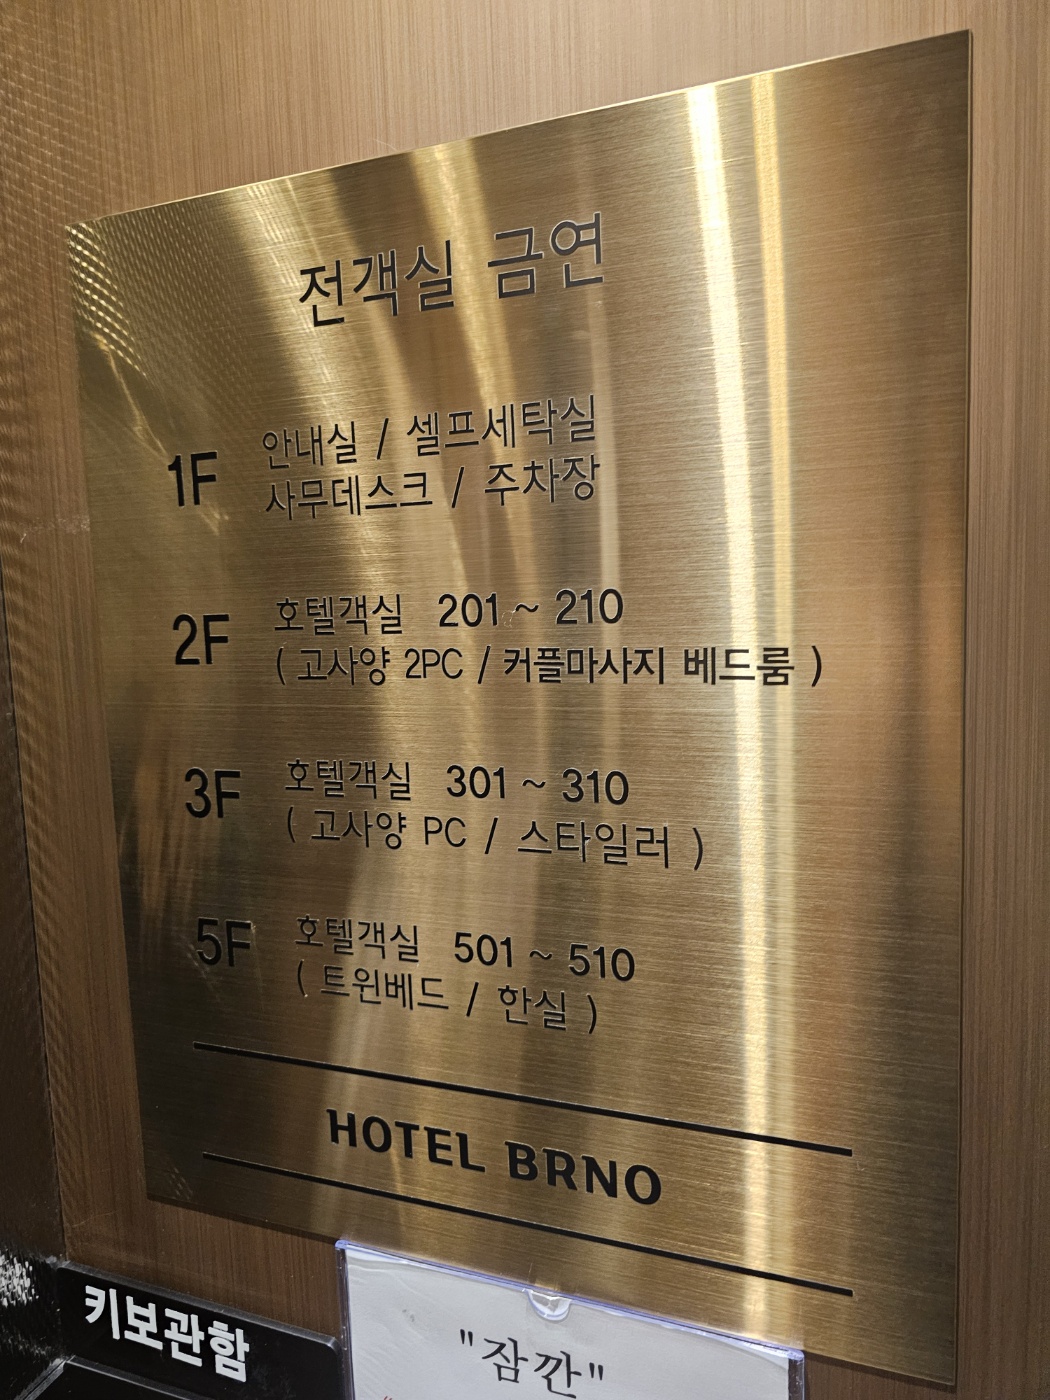 전객실 금연
1F 안내실 / 셀프세탁실
사무데스크 / 주차장
2F 호텔객실 201 ~ 210
( 고사양 2PC / 커플마사지 베드룸 )
3F 호텔객실 301 ~ 310
( 고사양 PC / 스타일러 )
5F 호텔객실 501 ~ 510
( 트윈베드 / 한실 )
HOTEL BRNO
키보관함
"잠깐"